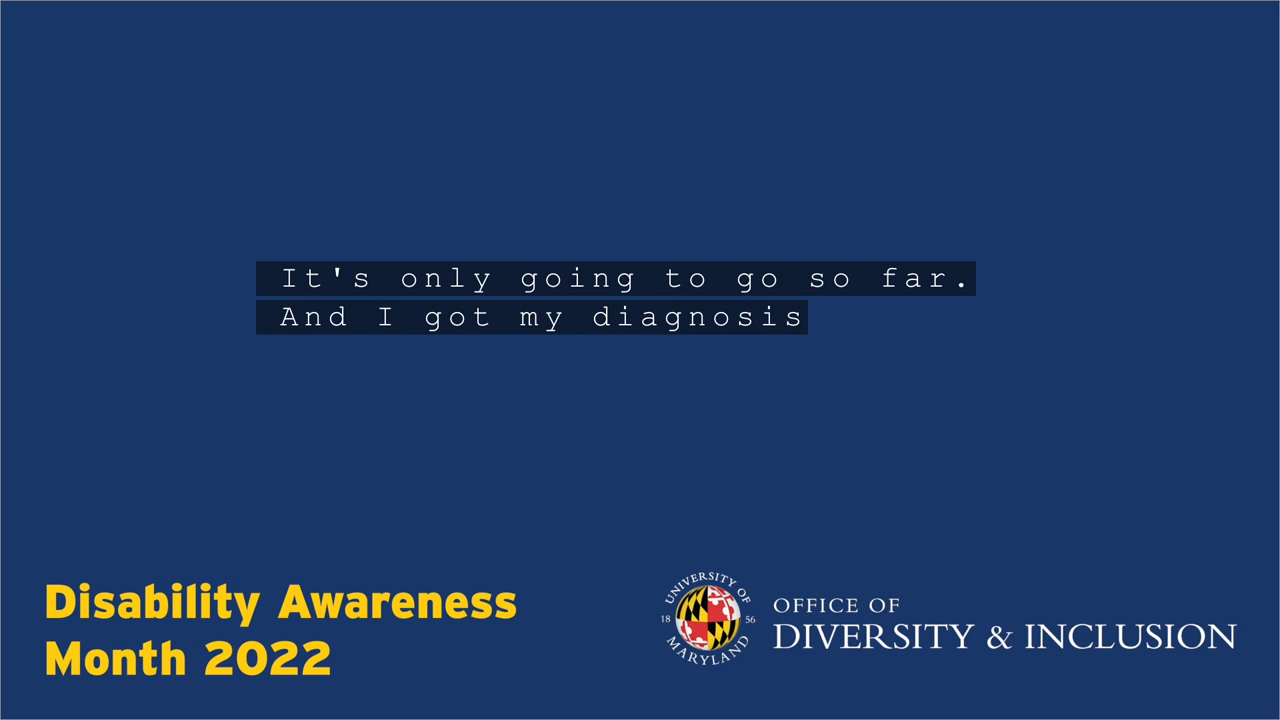 It's only going to go so far.
And I got my diagnosis
Disability Awareness
Month 2022
UNIVERSITY OF
18 56
MARYLAND
OFFICE OF
DIVERSITY & INCLUSION